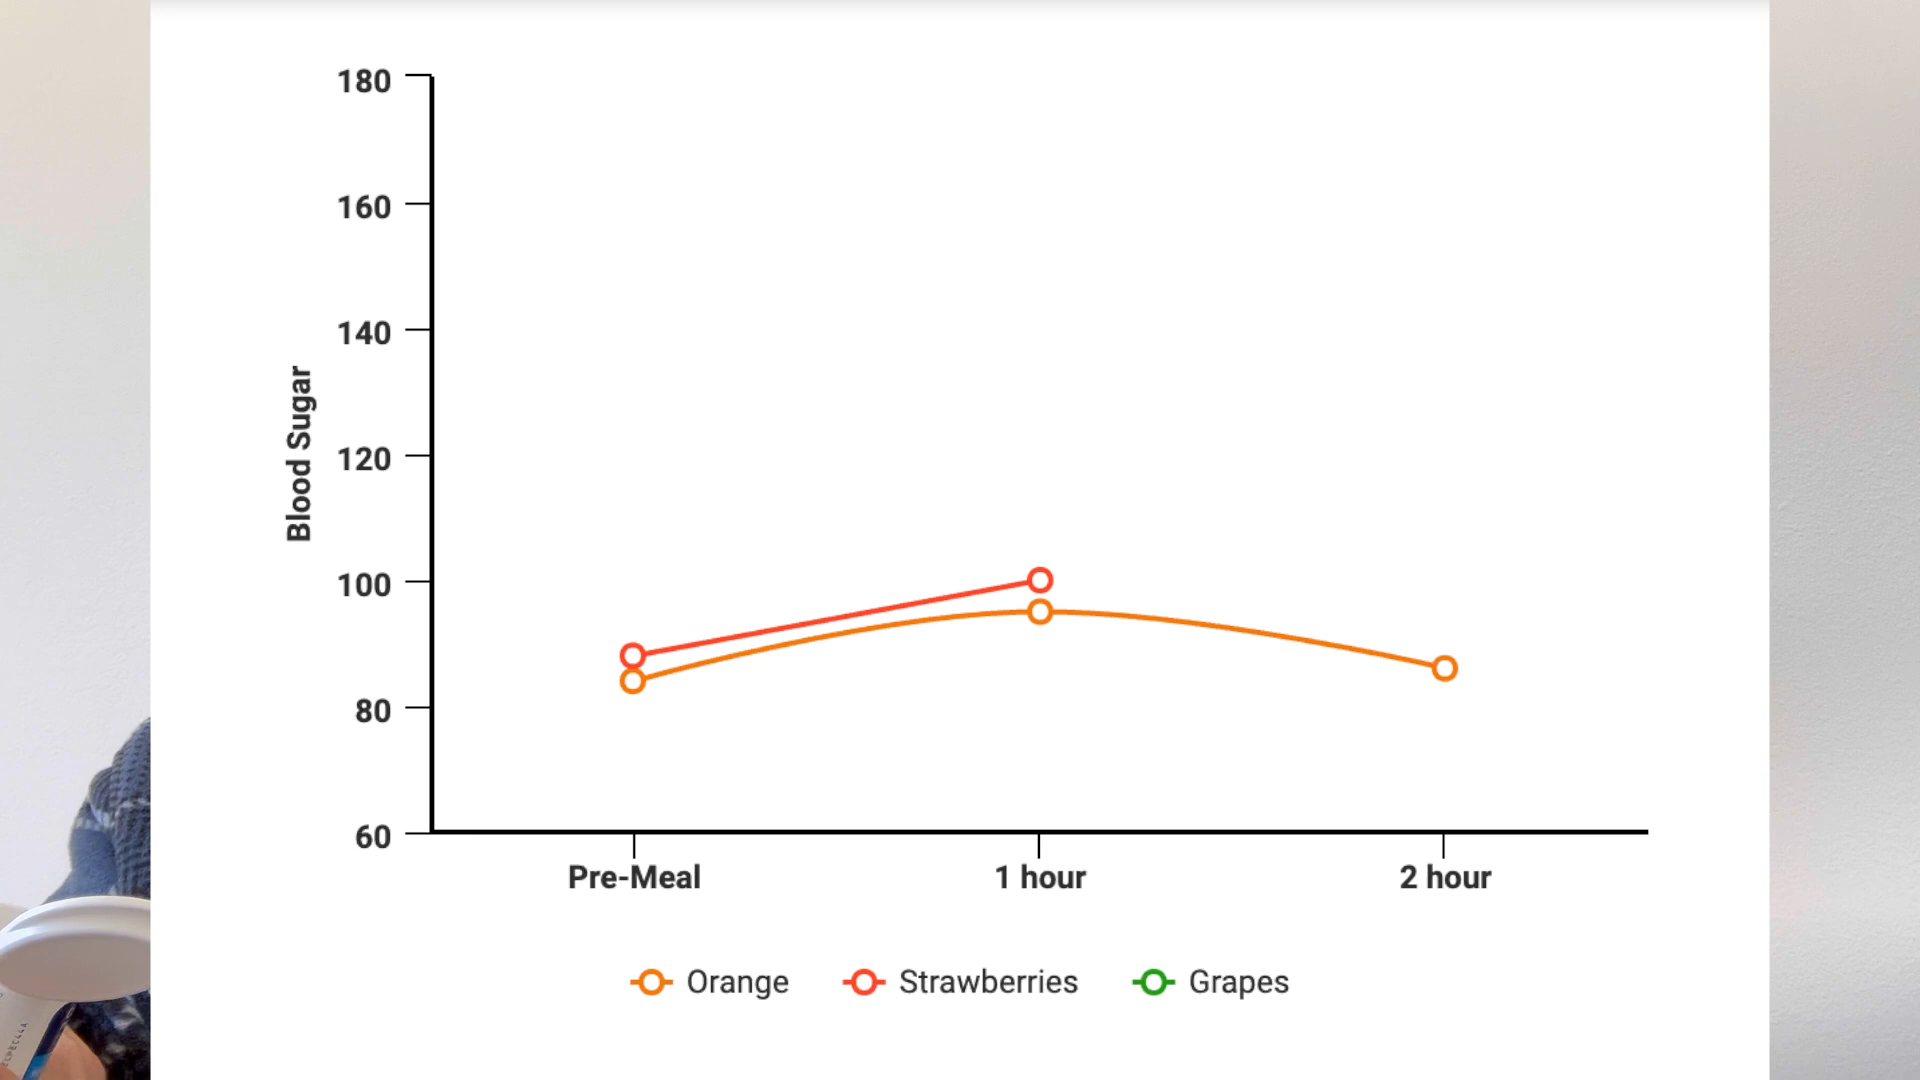 180
160
140
120
100
80
60
Blood Sugar
Pre-Meal
1 hour
2 hour
Orange
Strawberries
Grapes